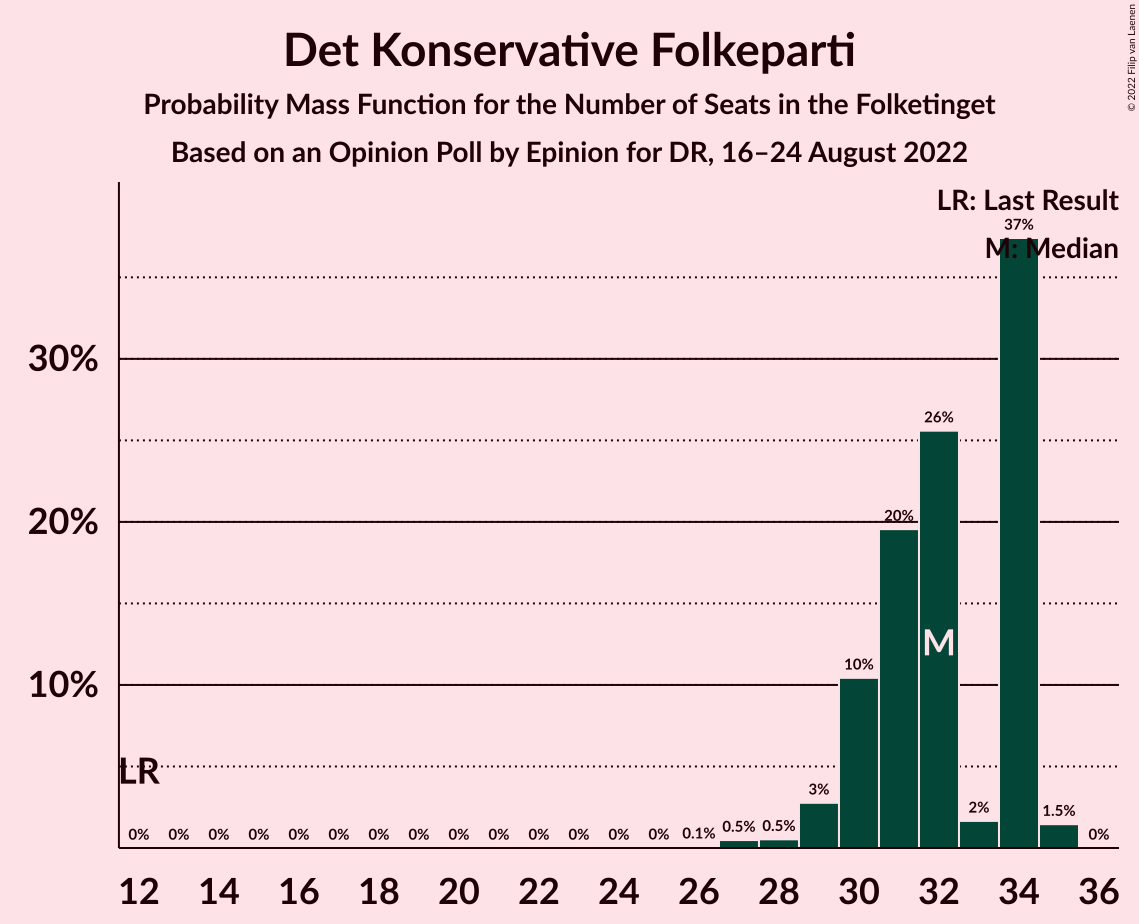 Det Konservative Folkeparti
Probability Mass Function for the Number of Seats in the Folketinget
Based on an Opinion Poll by Epinion for DR, 16–24 August 2022
© 2022 Filip van Laenen
LR: Last Result
M: Median
30%
20%
10%
LR
M
0% 0% 0% 0% 0% 0% 0% 0% 0% 0% 0% 0% 0% 0% 0.1% 0.5% 0.5% 3% 10% 20% 26% 2% 37% 1.5% 0%
12 14 16 18 20 22 24 26 28 30 32 34 36